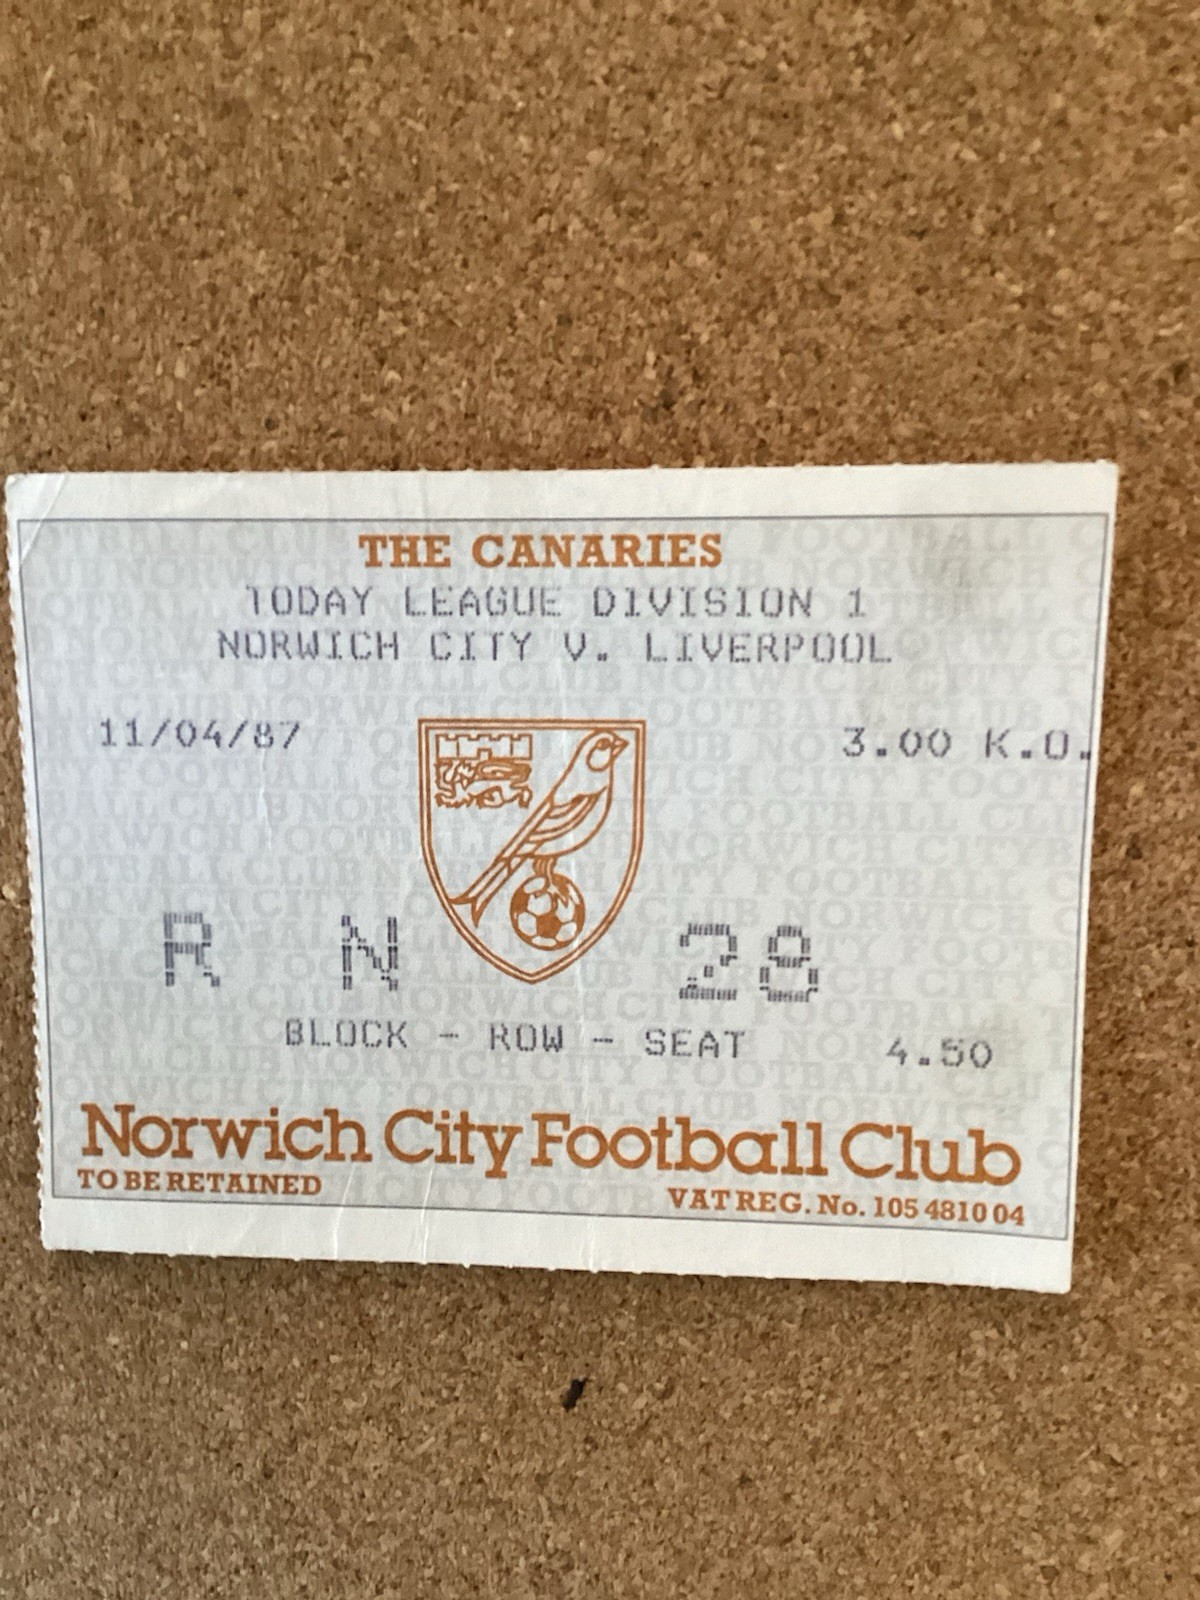 THE CANARIES
TODAY LEAGUE DIVISION 1
NORWICH CITY V. LIVERPOOL
11/04/87 3.00 K.O.
R N 28
BLOCK - ROW - SEAT 4.50
Norwich City Football Club
TO BE RETAINED VAT REG. No. 105 4810 04